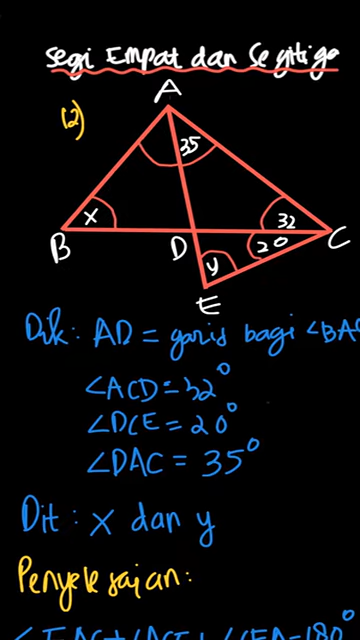 Segi Empat dan Segitiga
(2)
A
35
x
32
B
D
20
C
y
E
Dik: AD = garis bagi <BAC
<ACD = 32°
<DCE = 20°
<DAC = 35°
Dit: x dan y
Penyelesaian: